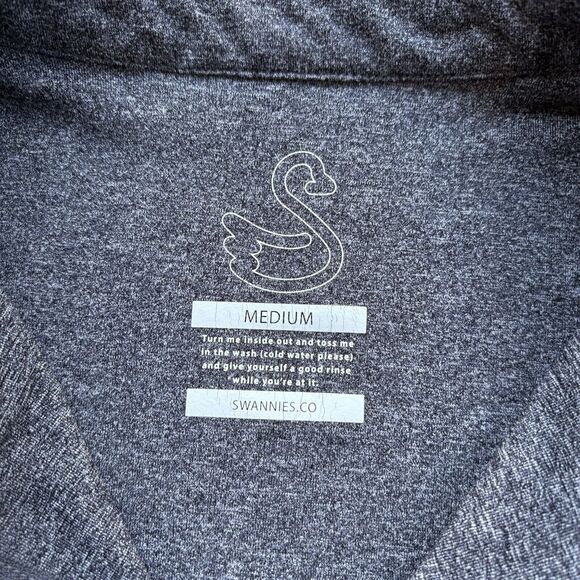 MEDIUM
Turn me inside out and toss me
in the wash (cold water please)
and give yourself a good rinse
while you're at it.
SWANNIES.CO